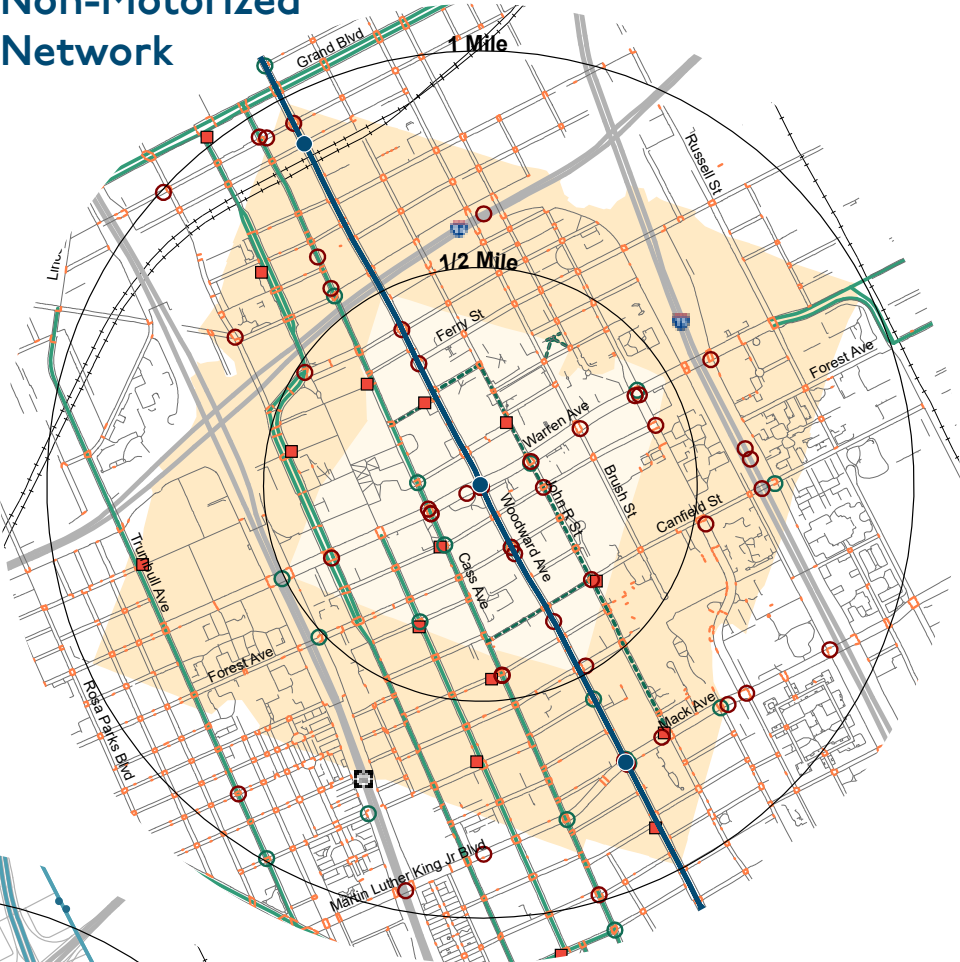 Non-Motorized
Network
Grand Blvd
1 Mile
Russell St
1/2 Mile
Ferry St
Forest Ave
Warren Ave
Brush St
John R St
Canfield St
Woodward Ave
Trumbull Ave
Cass Ave
Forest Ave
Rosa Parks Blvd
Mack Ave
Martin Luther King Jr Blvd